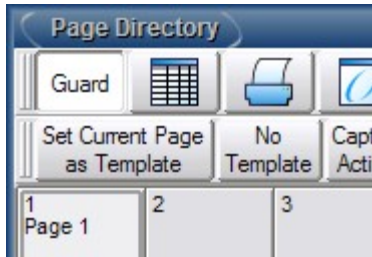 Page Directory
Guard
Set Current Page
as Template
No
Template
Capt
Acti
1
Page 1
2
3